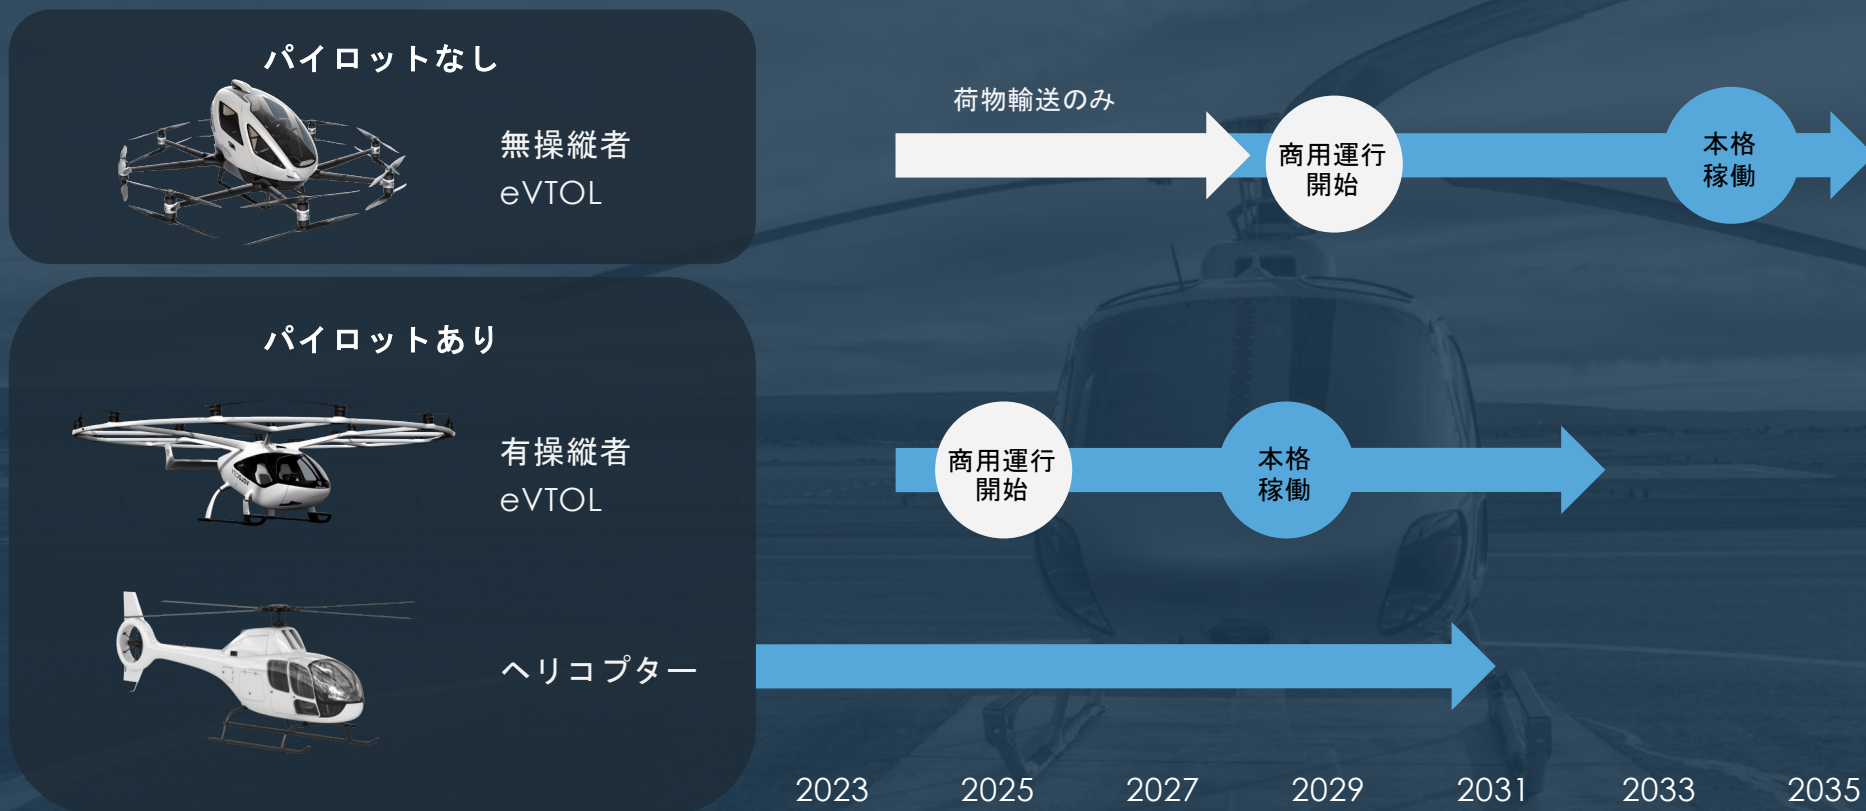 パイロットなし
無操縦者
eVTOL
荷物輸送のみ
商用運行
開始
本格
稼働
パイロットあり
有操縦者
eVTOL
商用運行
開始
本格
稼働
ヘリコプター
2023 2025 2027 2029 2031 2033 2035